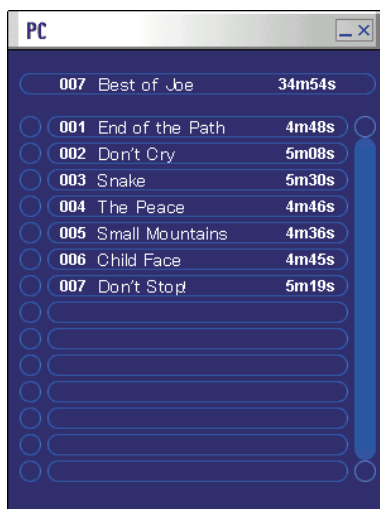 PC
007 Best of Joe 34m54s
001 End of the Path 4m48s
002 Don't Cry 5m08s
003 Snake 5m30s
004 The Peace 4m46s
005 Small Mountains 4m36s
006 Child Face 4m45s
007 Don't Stop! 5m19s